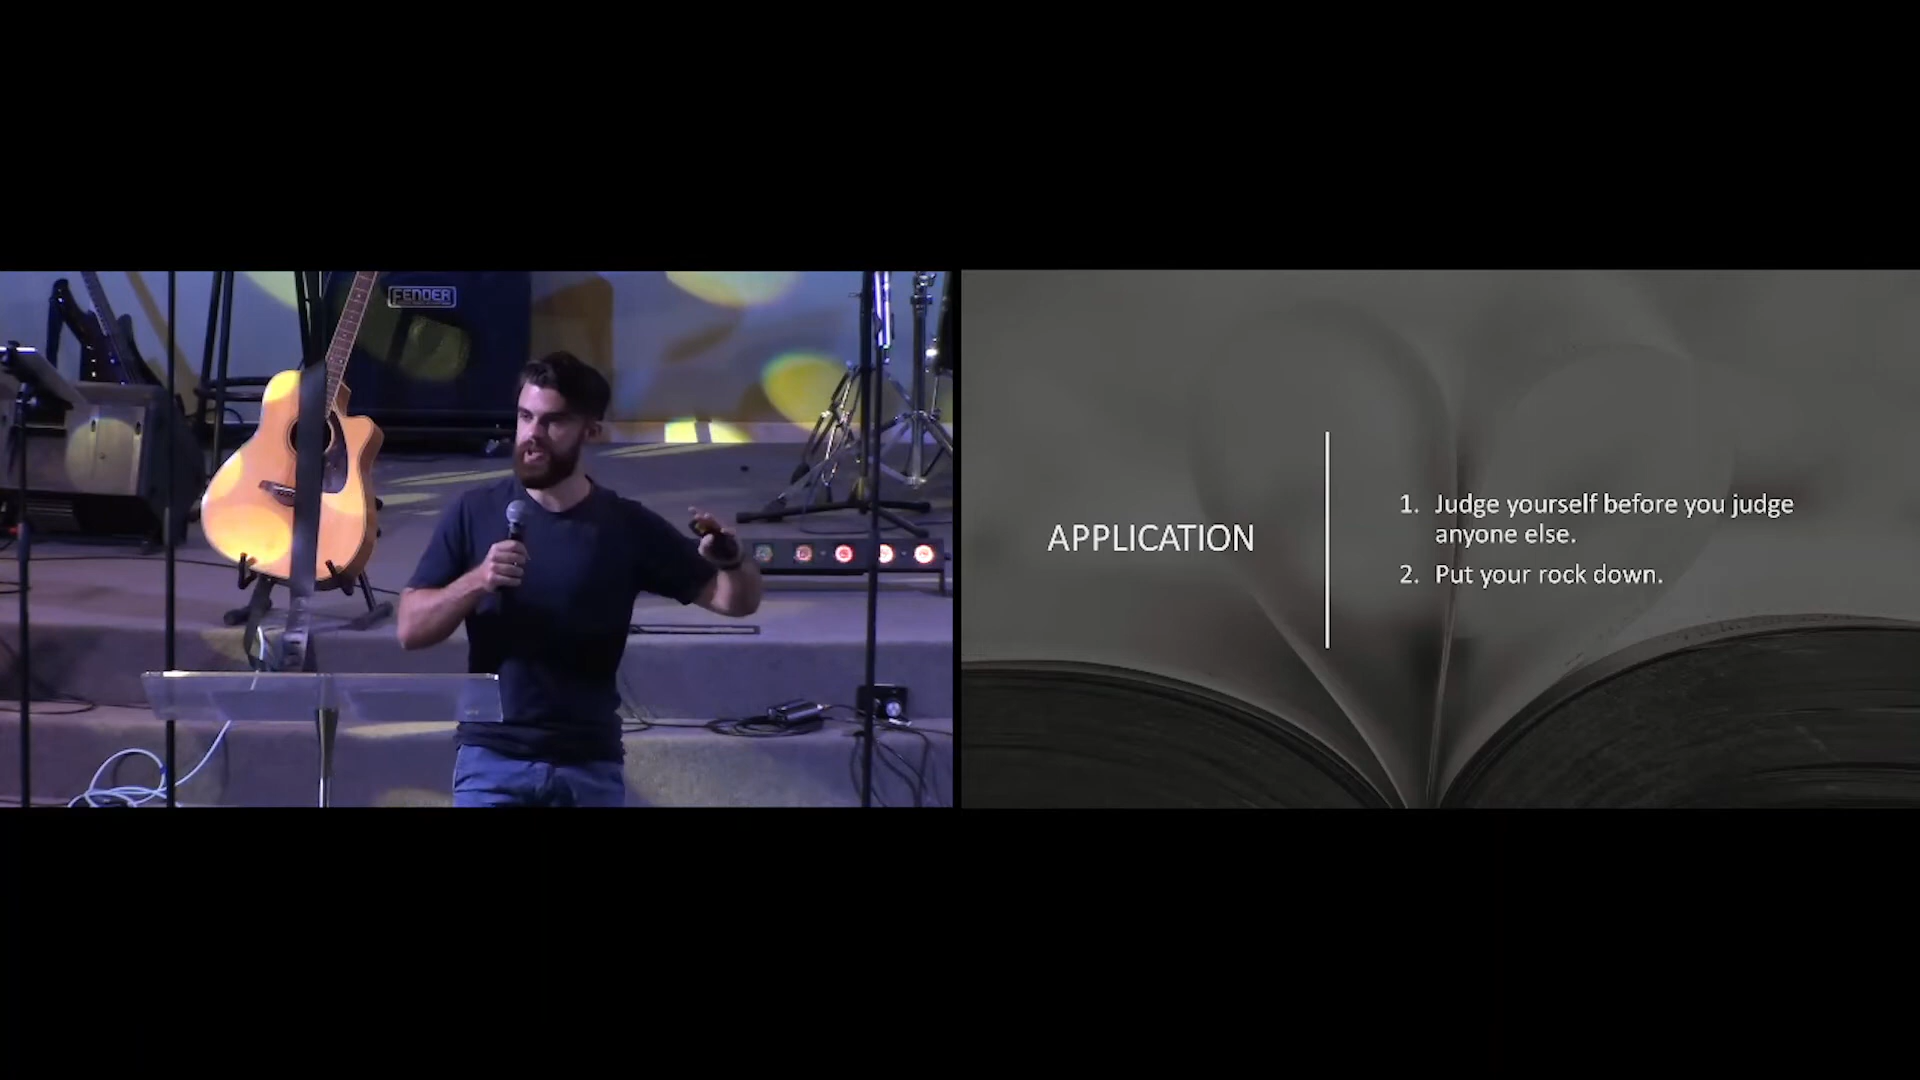 FENDER
APPLICATION
1. Judge yourself before you judge
anyone else.
2. Put your rock down.